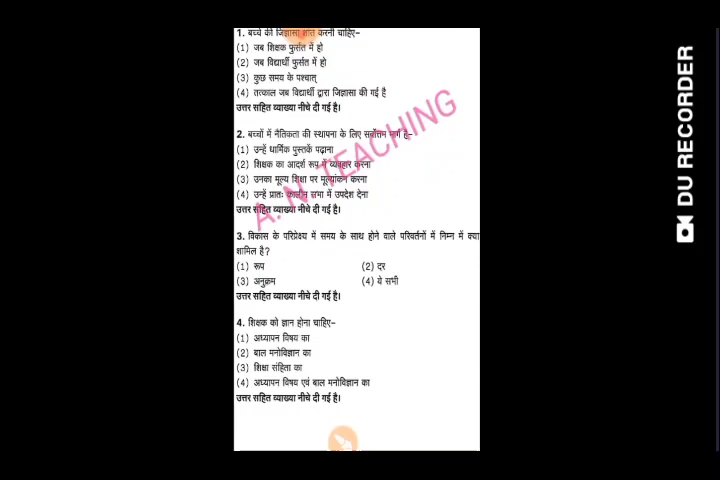 1. बच्चे की जिज्ञासा शांत करनी चाहिए–
(1) जब शिक्षक फुर्सत में हो
(2) जब विद्यार्थी फुर्सत में हो
(3) कुछ समय के पश्चात्
(4) तत्काल जब विद्यार्थी द्वारा जिज्ञासा की गई है
उत्तर सहित व्याख्या नीचे दी गई है।
2. बच्चों में नैतिकता की स्थापना के लिए सर्वोत्तम मार्ग है–
(1) उन्हें धार्मिक पुस्तकें पढ़ाना
(2) शिक्षक का आदर्श रूप में व्यवहार करना
(3) उनका मूल्य शिक्षा पर मूल्यांकन करना
(4) उन्हें प्रातः कालीन सभा में उपदेश देना
उत्तर सहित व्याख्या नीचे दी गई है।
3. विकास के परिप्रेक्ष्य में समय के साथ होने वाले परिवर्तनों में निम्न में क्या
शामिल है?
(1) रूप (2) दर
(3) अनुक्रम (4) ये सभी
उत्तर सहित व्याख्या नीचे दी गई है।
4. शिक्षक को ज्ञान होना चाहिए–
(1) अध्यापन विषय का
(2) बाल मनोविज्ञान का
(3) शिक्षा संहिता का
(4) अध्यापन विषय एवं बाल मनोविज्ञान का
उत्तर सहित व्याख्या नीचे दी गई है।
A. N. TEACHING
DU RECORDER